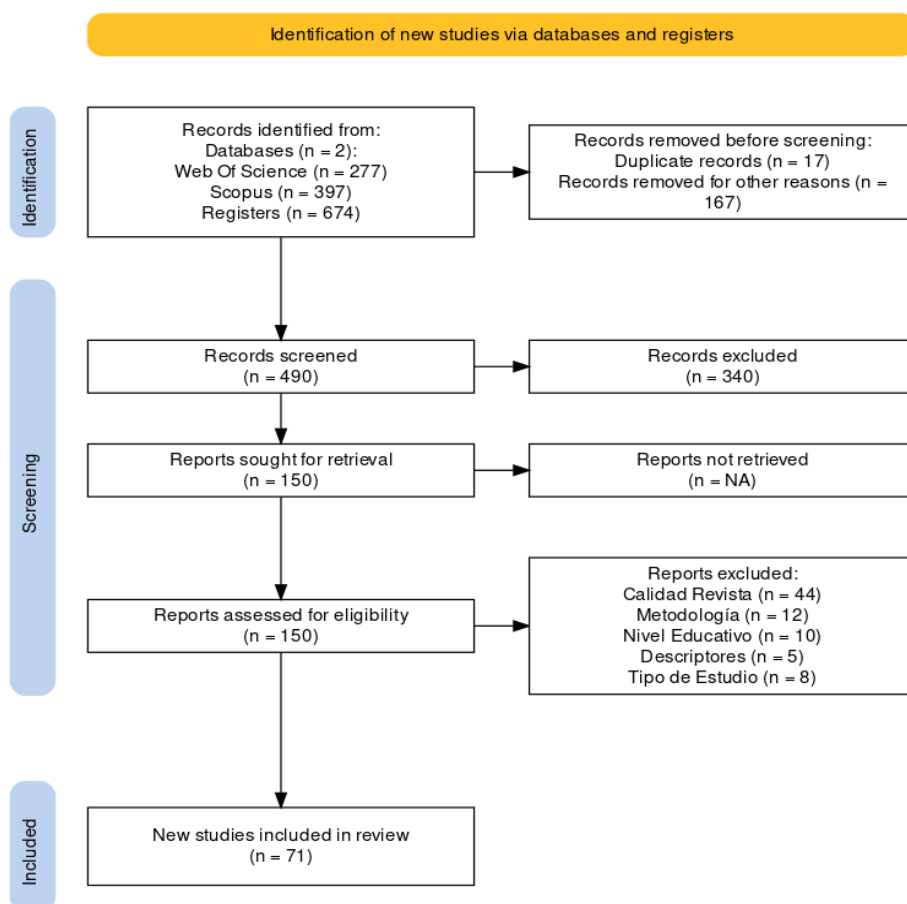 Identification of new studies via databases and registers
Identification
Records identified from:
Databases (n = 2):
Web Of Science (n = 277)
Scopus (n = 397)
Registers (n = 674)
Records removed before screening:
Duplicate records (n = 17)
Records removed for other reasons (n =
167)
Screening
Records screened
(n = 490)
Records excluded
(n = 340)
Reports sought for retrieval
(n = 150)
Reports not retrieved
(n = NA)
Reports assessed for eligibility
(n = 150)
Reports excluded:
Calidad Revista (n = 44)
Metodología (n = 12)
Nivel Educativo (n = 10)
Descriptores (n = 5)
Tipo de Estudio (n = 8)
Included
New studies included in review
(n = 71)